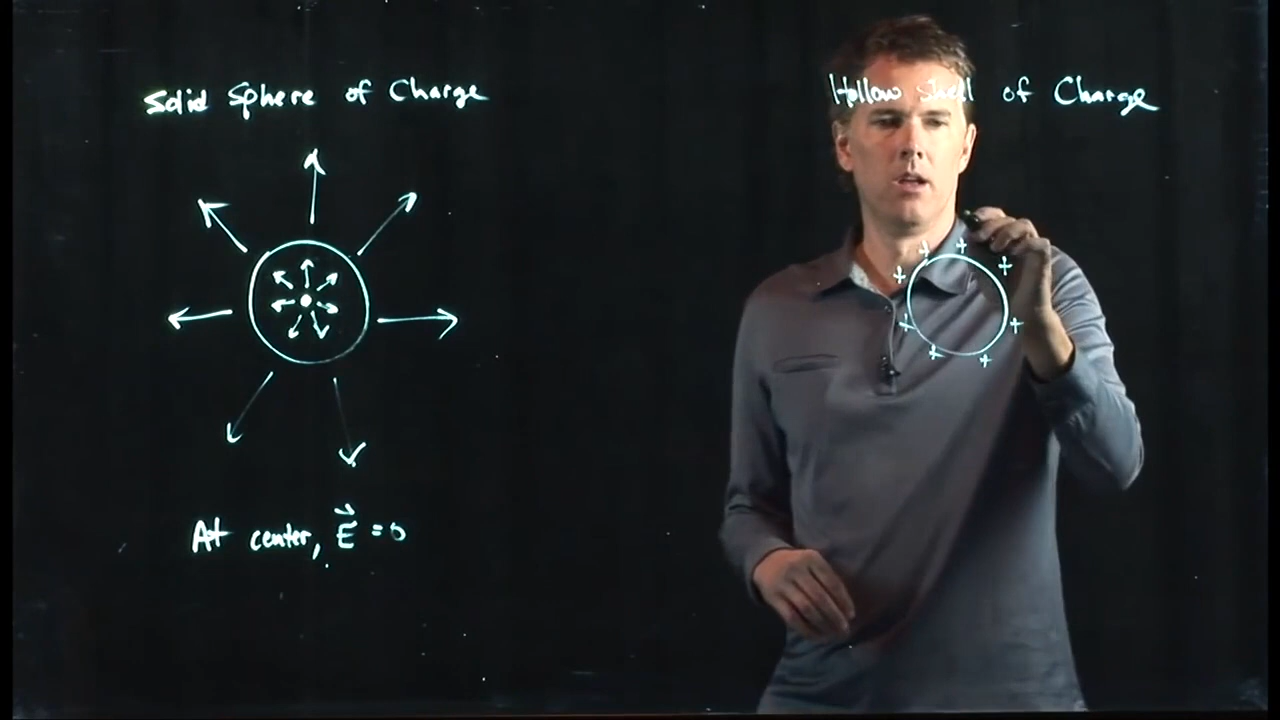 Solid Sphere of Charge
Hollow Shell of Charge
+ + + + + + + +
At center, E⃗ = 0